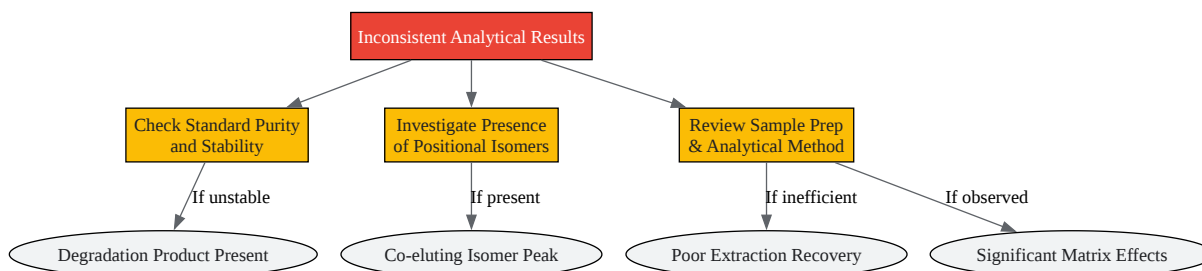 Inconsistent Analytical Results
Check Standard Purity
and Stability
Investigate Presence
of Positional Isomers
Review Sample Prep
& Analytical Method
If unstable
If present
If inefficient
If observed
Degradation Product Present
Co-eluting Isomer Peak
Poor Extraction Recovery
Significant Matrix Effects